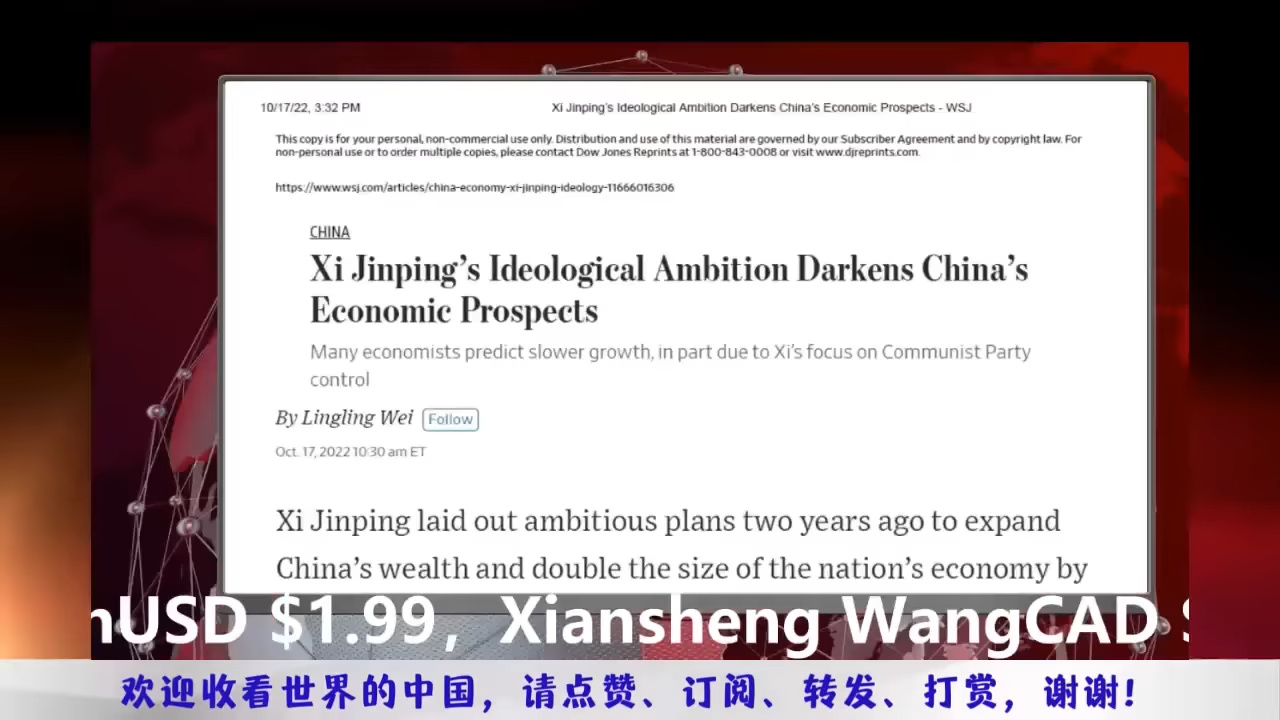 10/17/22, 3:32 PM Xi Jinping's Ideological Ambition Darkens China's Economic Prospects - WSJ
This copy is for your personal, non-commercial use only. Distribution and use of this material are governed by our Subscriber Agreement and by copyright law. For
non-personal use or to order multiple copies, please contact Dow Jones Reprints at 1-800-843-0008 or visit www.djreprints.com.
https://www.wsj.com/articles/china-economy-xi-jinping-ideology-11666016306
CHINA
Xi Jinping's Ideological Ambition Darkens China's
Economic Prospects
Many economists predict slower growth, in part due to Xi's focus on Communist Party
control
By Lingling Wei Follow
Oct. 17, 2022 10:30 am ET
Xi Jinping laid out ambitious plans two years ago to expand
China's wealth and double the size of the nation's economy by
USD $1.99, Xiansheng WangCAD
欢迎收看世界的中国，请点赞、订阅、转发、打赏，谢谢！